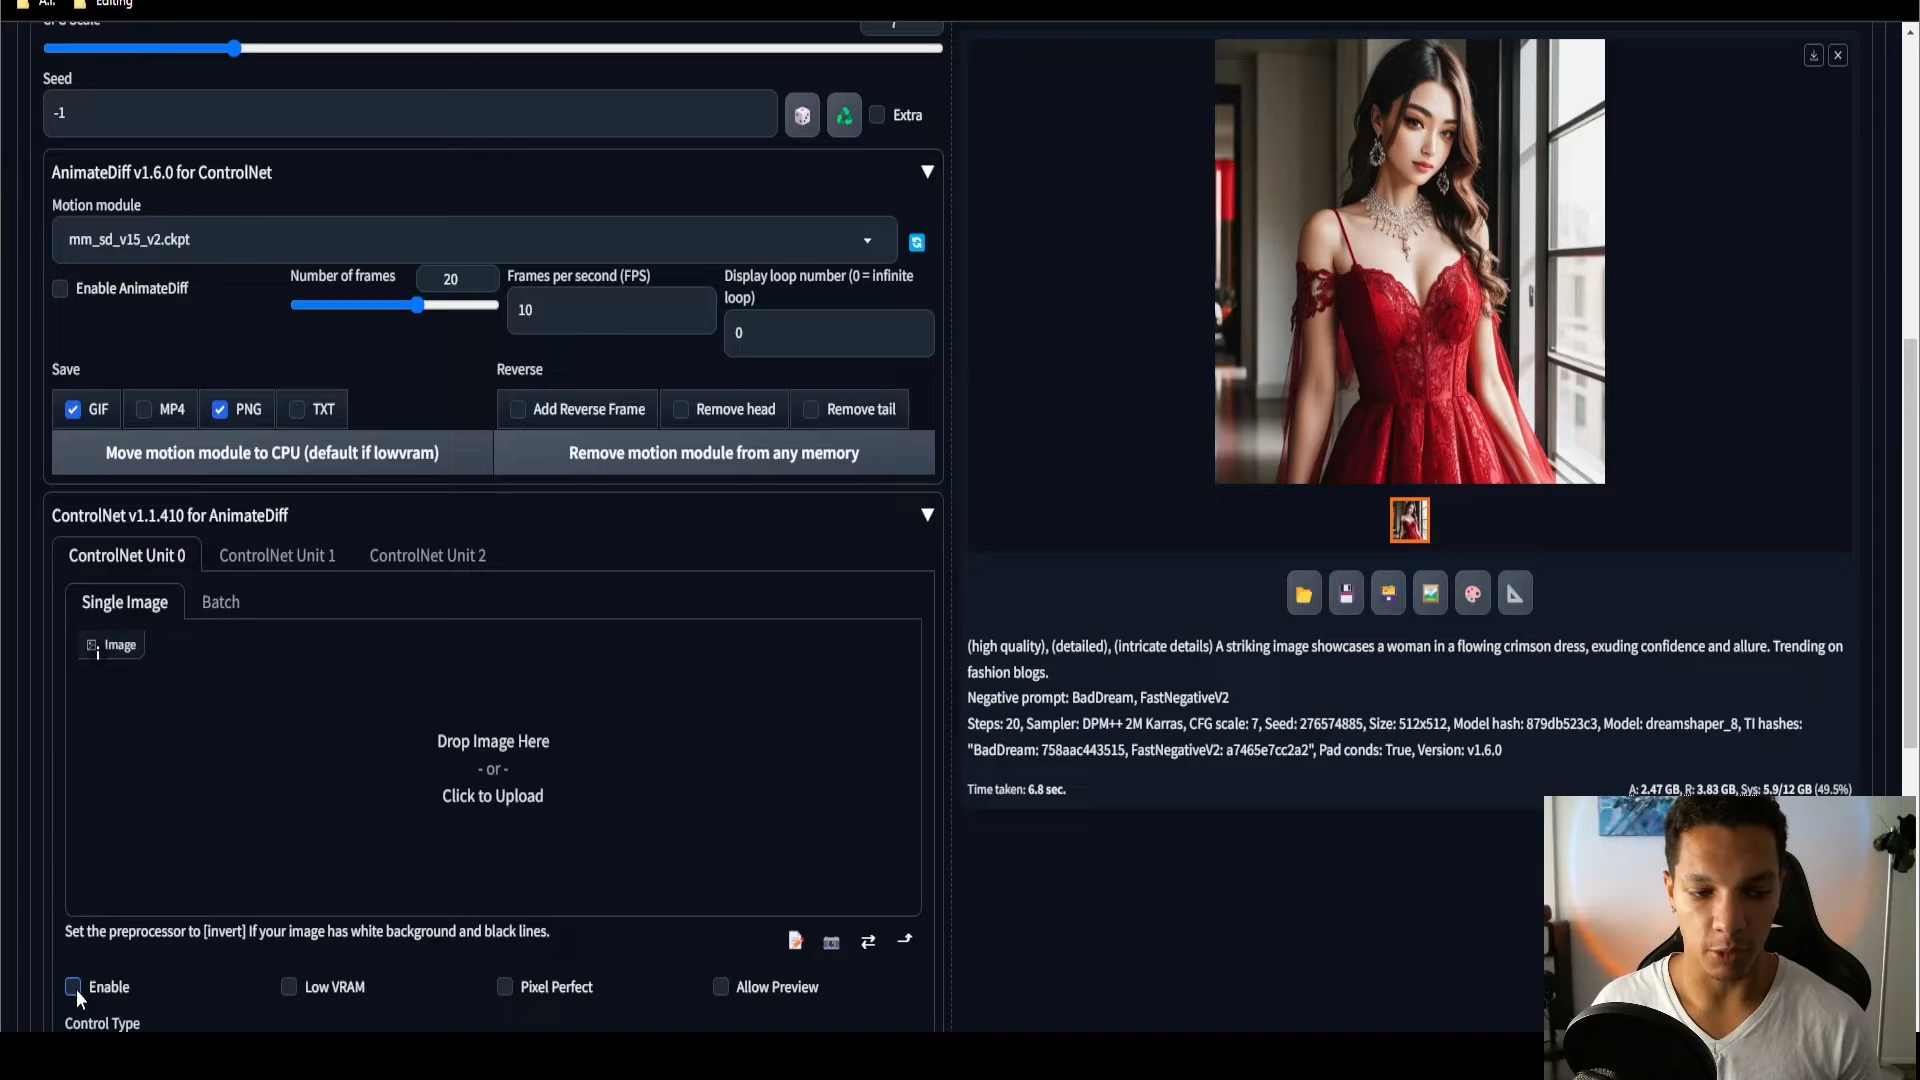 A.I.
Editing
Seed
-1
Extra
AnimateDiff v1.6.0 for ControlNet
Motion module
mm_sd_v15_v2.ckpt
Enable AnimateDiff
Number of frames
20
Frames per second (FPS)
10
Display loop number (0 = infinite
loop)
0
Save
GIF
MP4
PNG
TXT
Reverse
Add Reverse Frame
Remove head
Remove tail
Move motion module to CPU (default if lowvram)
Remove motion module from any memory
ControlNet v1.1.410 for AnimateDiff
ControlNet Unit 0
ControlNet Unit 1
ControlNet Unit 2
Single Image
Batch
Image
Drop Image Here
- or -
Click to Upload
Set the preprocessor to [invert] If your image has white background and black lines.
Enable
Low VRAM
Pixel Perfect
Allow Preview
Control Type
(high quality), (detailed), (intricate details) A striking image showcases a woman in a flowing crimson dress, exuding confidence and allure. Trending on
fashion blogs.
Negative prompt: BadDream, FastNegativeV2
Steps: 20, Sampler: DPM++ 2M Karras, CFG scale: 7, Seed: 276574885, Size: 512x512, Model hash: 879db523c3, Model: dreamshaper_8, TI hashes:
"BadDream: 758aac443515, FastNegativeV2: a7465e7cc2a2", Pad conds: True, Version: v1.6.0
Time taken: 6.8 sec.
A: 2.47 GB, R: 3.83 GB, Sys: 5.9/12 GB (49.5%)